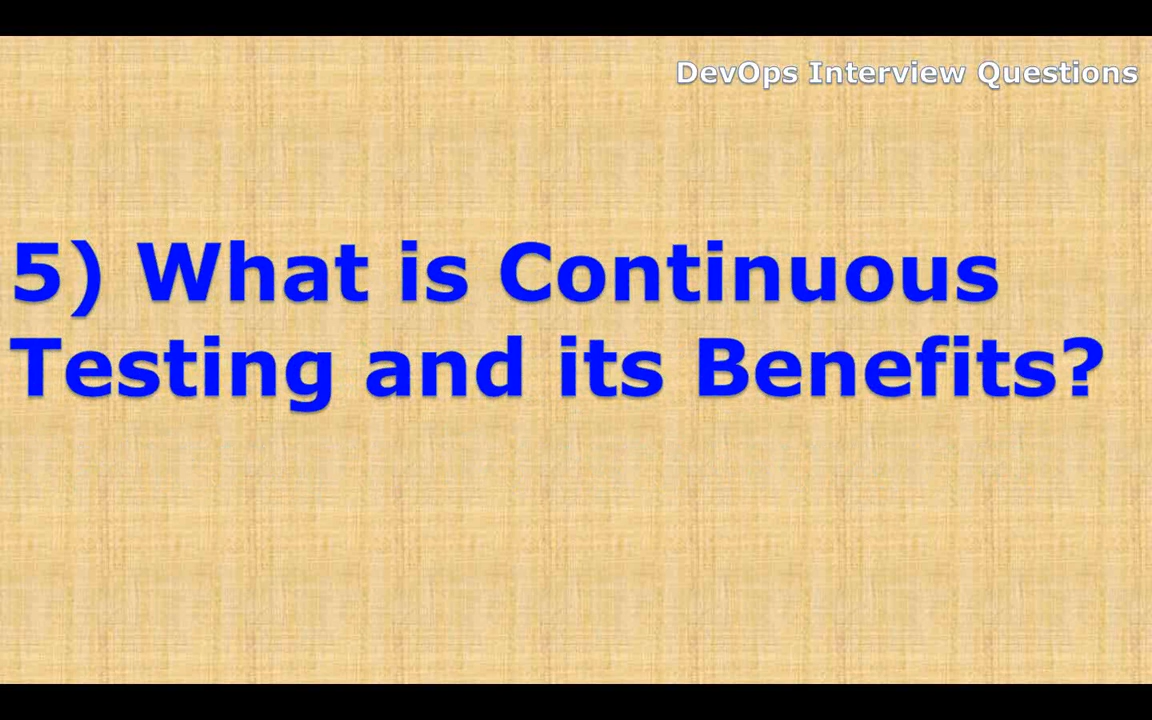 DevOps Interview Questions
5) What is Continuous
Testing and its Benefits?